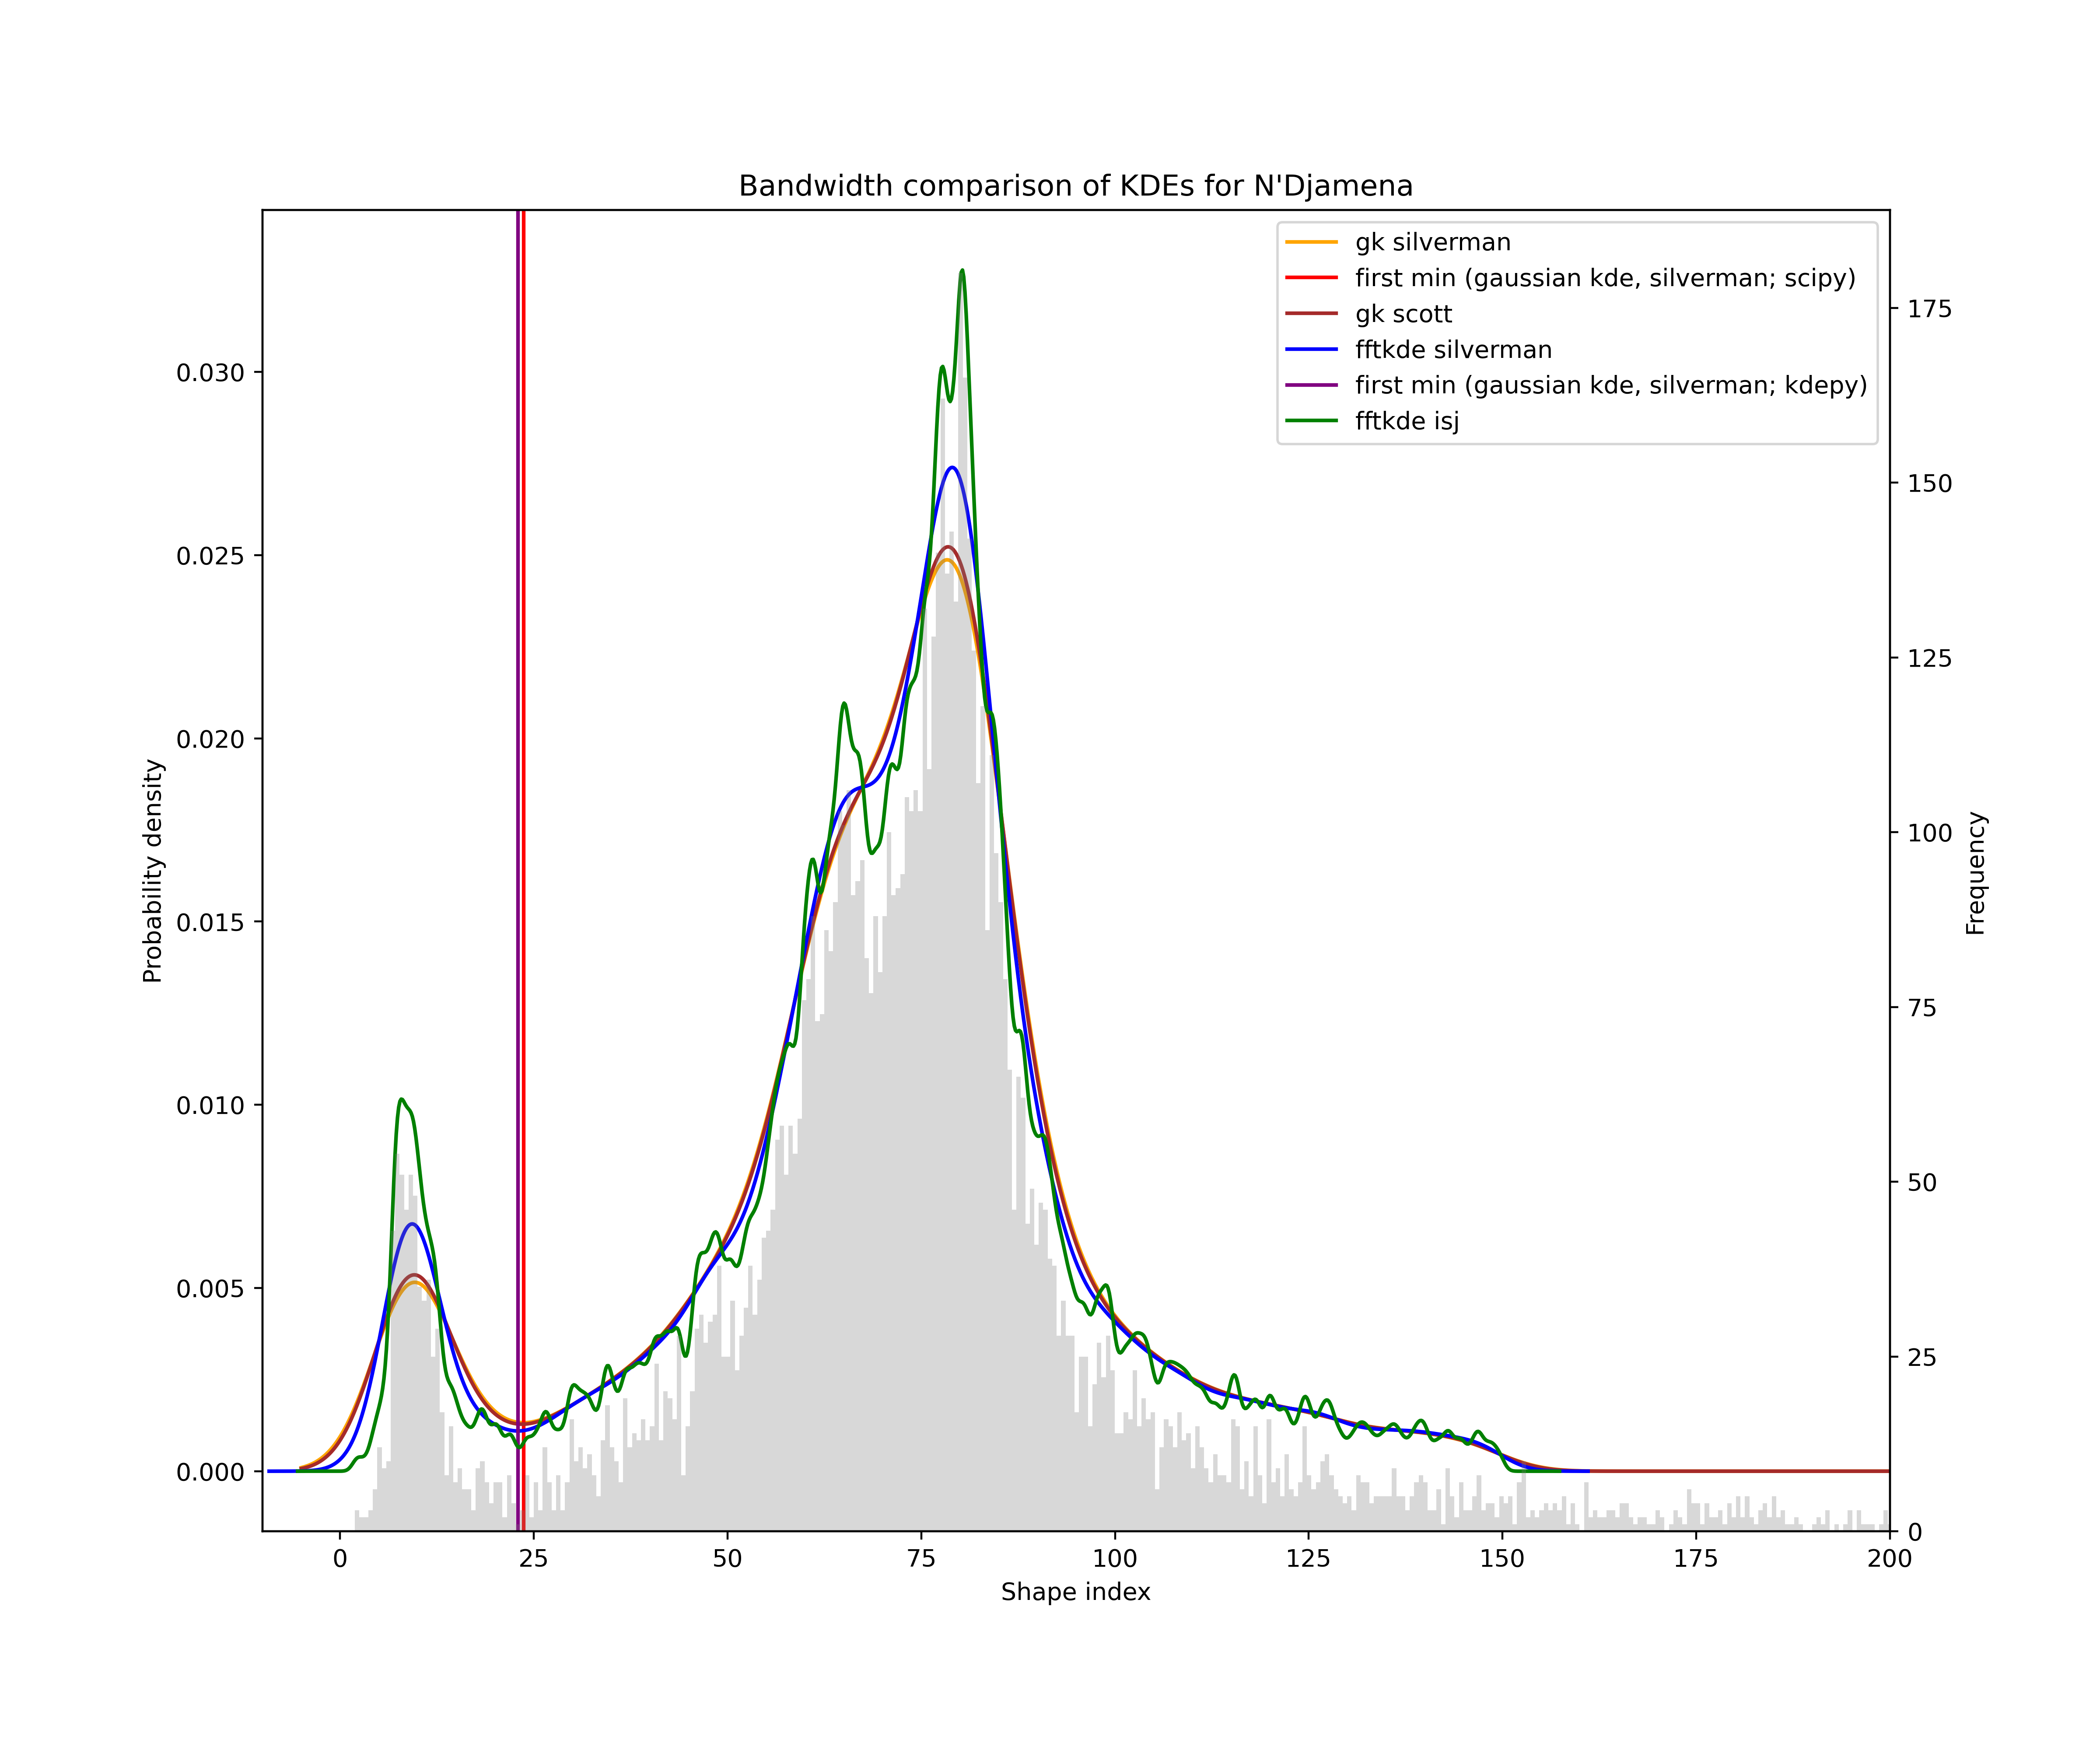 Bandwidth comparison of KDEs for N'Djamena
gk silverman
first min (gaussian kde, silverman; scipy)
gk scott
fftkde silverman
first min (gaussian kde, silverman; kdepy)
fftkde isj
0.030
0.025
0.020
0.015
0.010
0.005
0.000
Probability density
175
150
125
100
75
50
25
0
Frequency
0 25 50 75 100 125 150 175 200
Shape index